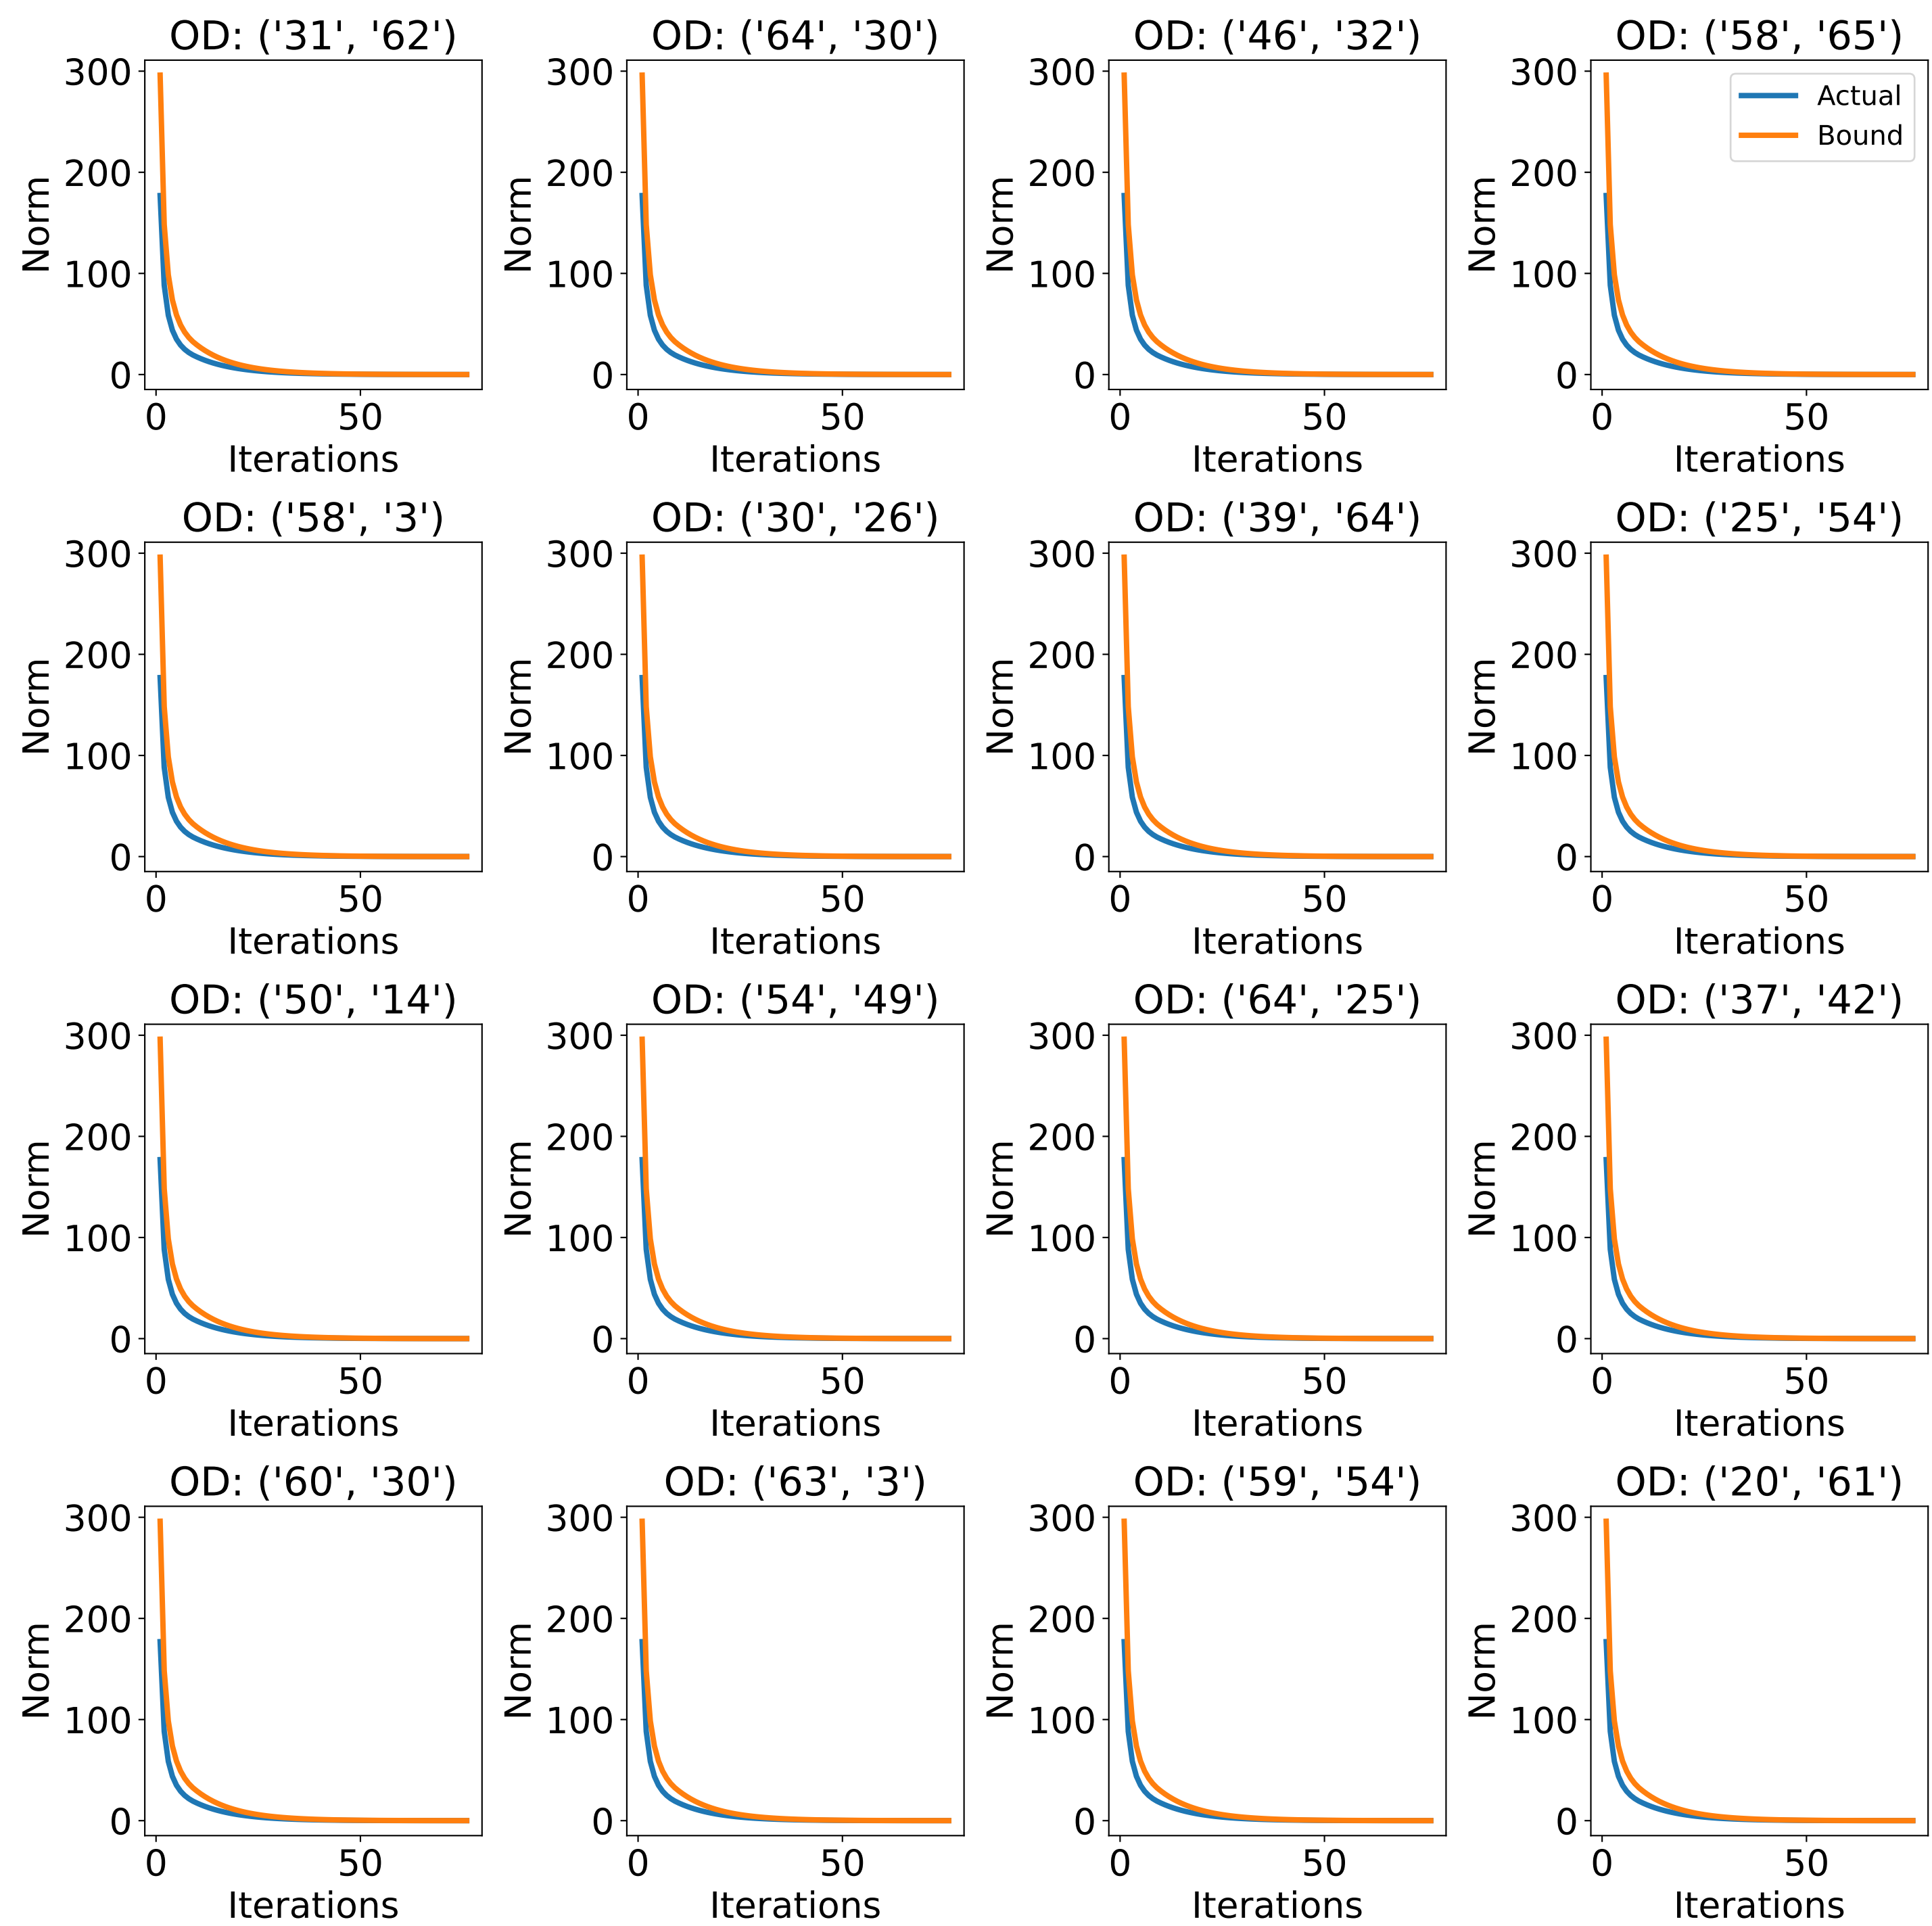 OD: ('31', '62')
300
200
100
0
Norm
0 50
Iterations
OD: ('64', '30')
300
200
100
0
Norm
0 50
Iterations
OD: ('46', '32')
300
200
100
0
Norm
0 50
Iterations
OD: ('58', '65')
300
200
100
0
Norm
0 50
Iterations
Actual
Bound
OD: ('58', '3')
300
200
100
0
Norm
0 50
Iterations
OD: ('30', '26')
300
200
100
0
Norm
0 50
Iterations
OD: ('39', '64')
300
200
100
0
Norm
0 50
Iterations
OD: ('25', '54')
300
200
100
0
Norm
0 50
Iterations
OD: ('50', '14')
300
200
100
0
Norm
0 50
Iterations
OD: ('54', '49')
300
200
100
0
Norm
0 50
Iterations
OD: ('64', '25')
300
200
100
0
Norm
0 50
Iterations
OD: ('37', '42')
300
200
100
0
Norm
0 50
Iterations
OD: ('60', '30')
300
200
100
0
Norm
0 50
Iterations
OD: ('63', '3')
300
200
100
0
Norm
0 50
Iterations
OD: ('59', '54')
300
200
100
0
Norm
0 50
Iterations
OD: ('20', '61')
300
200
100
0
Norm
0 50
Iterations